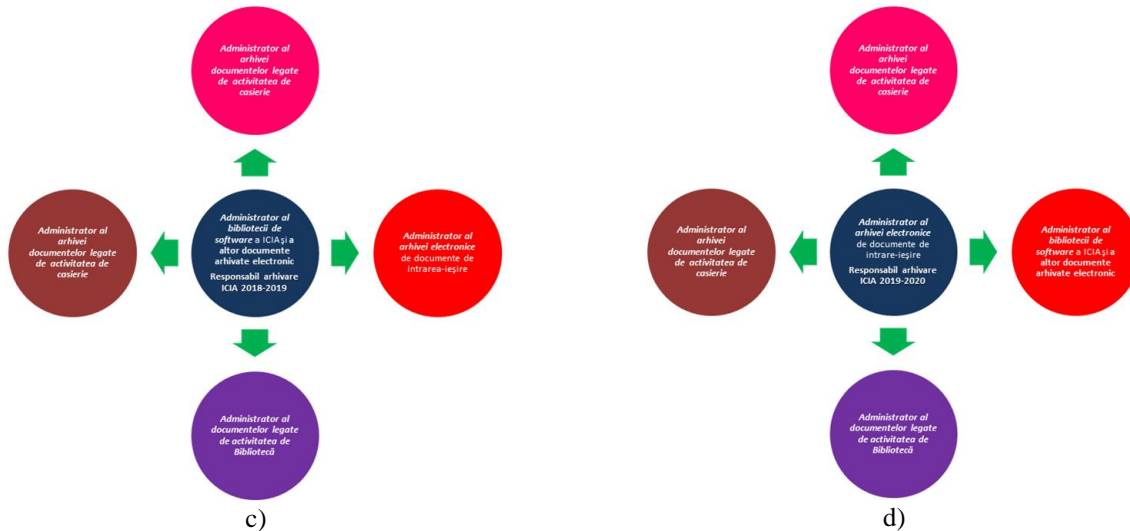 Administrator al
arhivei
documentelor legate
de activitatea de
casierie
Administrator al
arhivei
documentelor legate
de activitatea de
casierie
Administrator al
bibliotecii de
software a ICIA și a
altor documente
arhivate electronic
Responsabil arhivare
ICIA 2018-2019
Administrator al
arhivei electronice
de documente de
intrarea-ieșire
Administrator al
documentelor legate
de activitatea de
Bibliotecă
c)
Administrator al
arhivei
documentelor legate
de activitatea de
casierie
Administrator al
arhivei
documentelor legate
de activitatea de
casierie
Administrator al
arhivei electronice
de documente de
intrare-ieșire
Responsabil arhivare
ICIA 2019-2020
Administrator al
bibliotecii de
software a ICIA și a
altor documente
arhivate electronic
Administrator al
documentelor legate
de activitatea de
Bibliotecă
d)